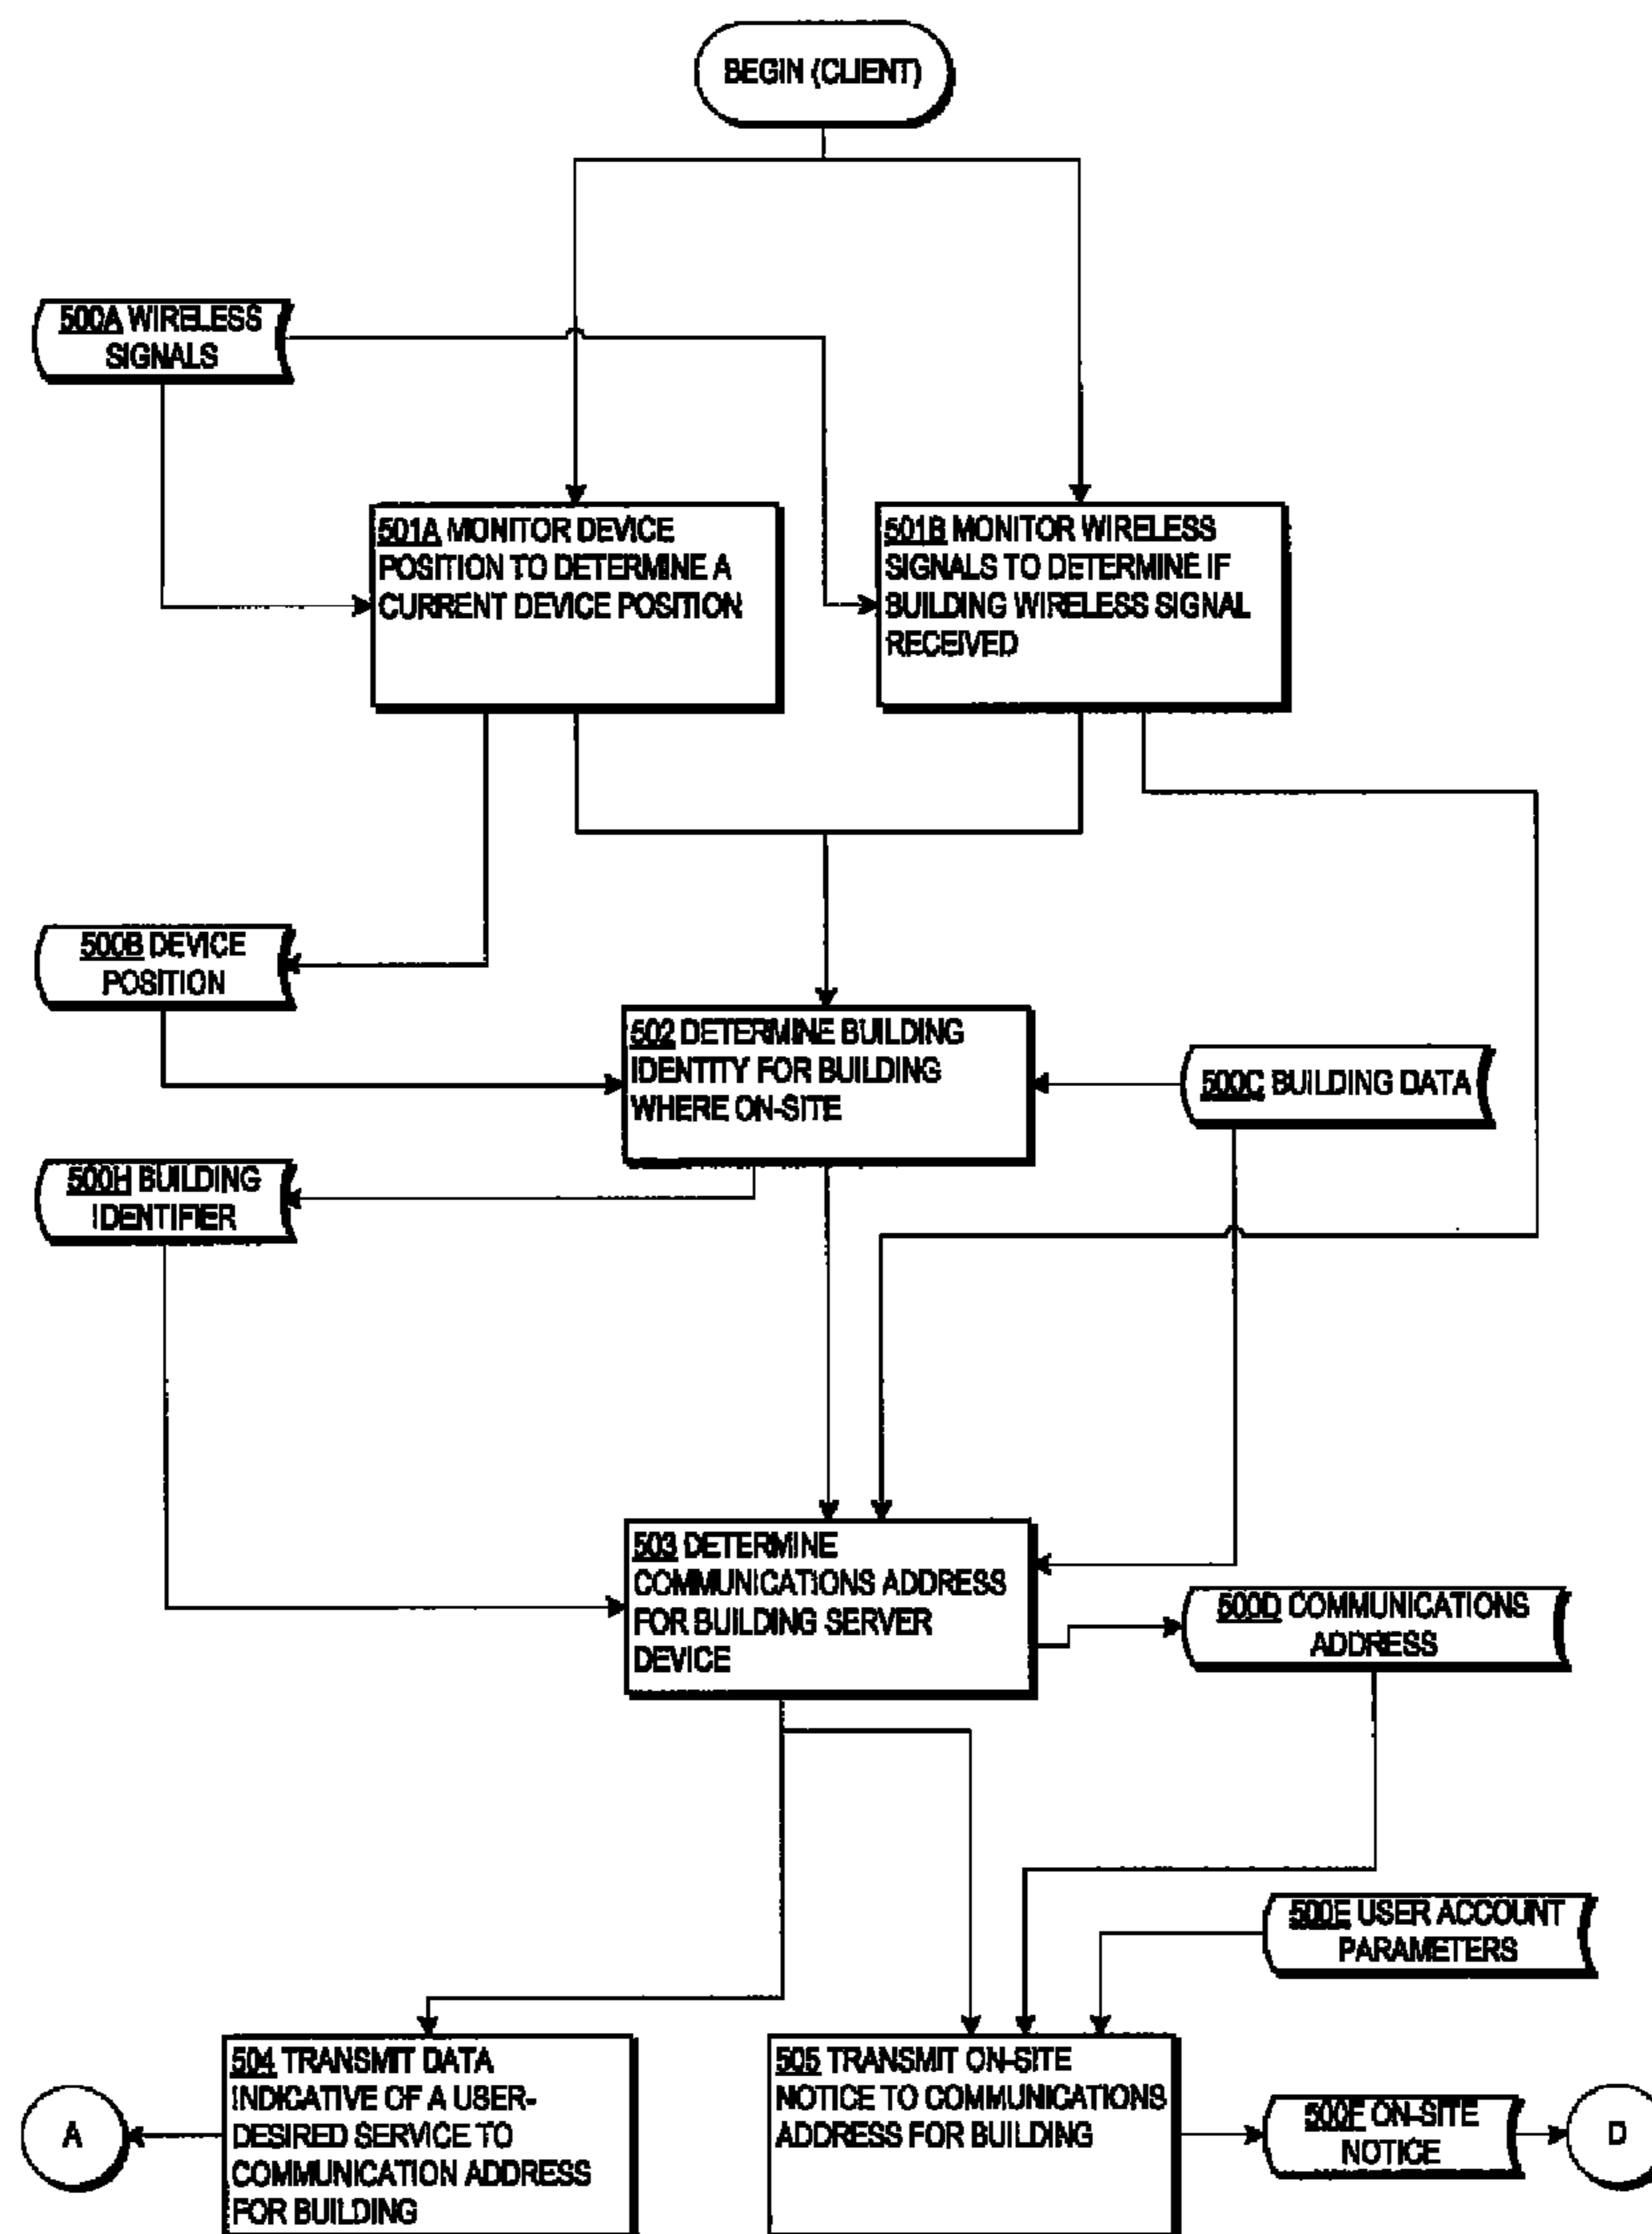 BEGIN (CLIENT)
500A WIRELESS
SIGNALS
501A MONITOR DEVICE
POSITION TO DETERMINE A
CURRENT DEVICE POSITION
501B MONITOR WIRELESS
SIGNALS TO DETERMINE IF
BUILDING WIRELESS SIGNAL
RECEIVED
500B DEVICE
POSITION
502 DETERMINE BUILDING
IDENTITY FOR BUILDING
WHERE ON-SITE
500C BUILDING DATA
500H BUILDING
IDENTIFIER
503 DETERMINE
COMMUNICATIONS ADDRESS
FOR BUILDING SERVER
DEVICE
500D COMMUNICATIONS
ADDRESS
500E USER ACCOUNT
PARAMETERS
504 TRANSMIT DATA
INDICATIVE OF A USER-
DESIRED SERVICE TO
COMMUNICATION ADDRESS
FOR BUILDING
505 TRANSMIT ON-SITE
NOTICE TO COMMUNICATIONS
ADDRESS FOR BUILDING
500F ON-SITE
NOTICE
A
D